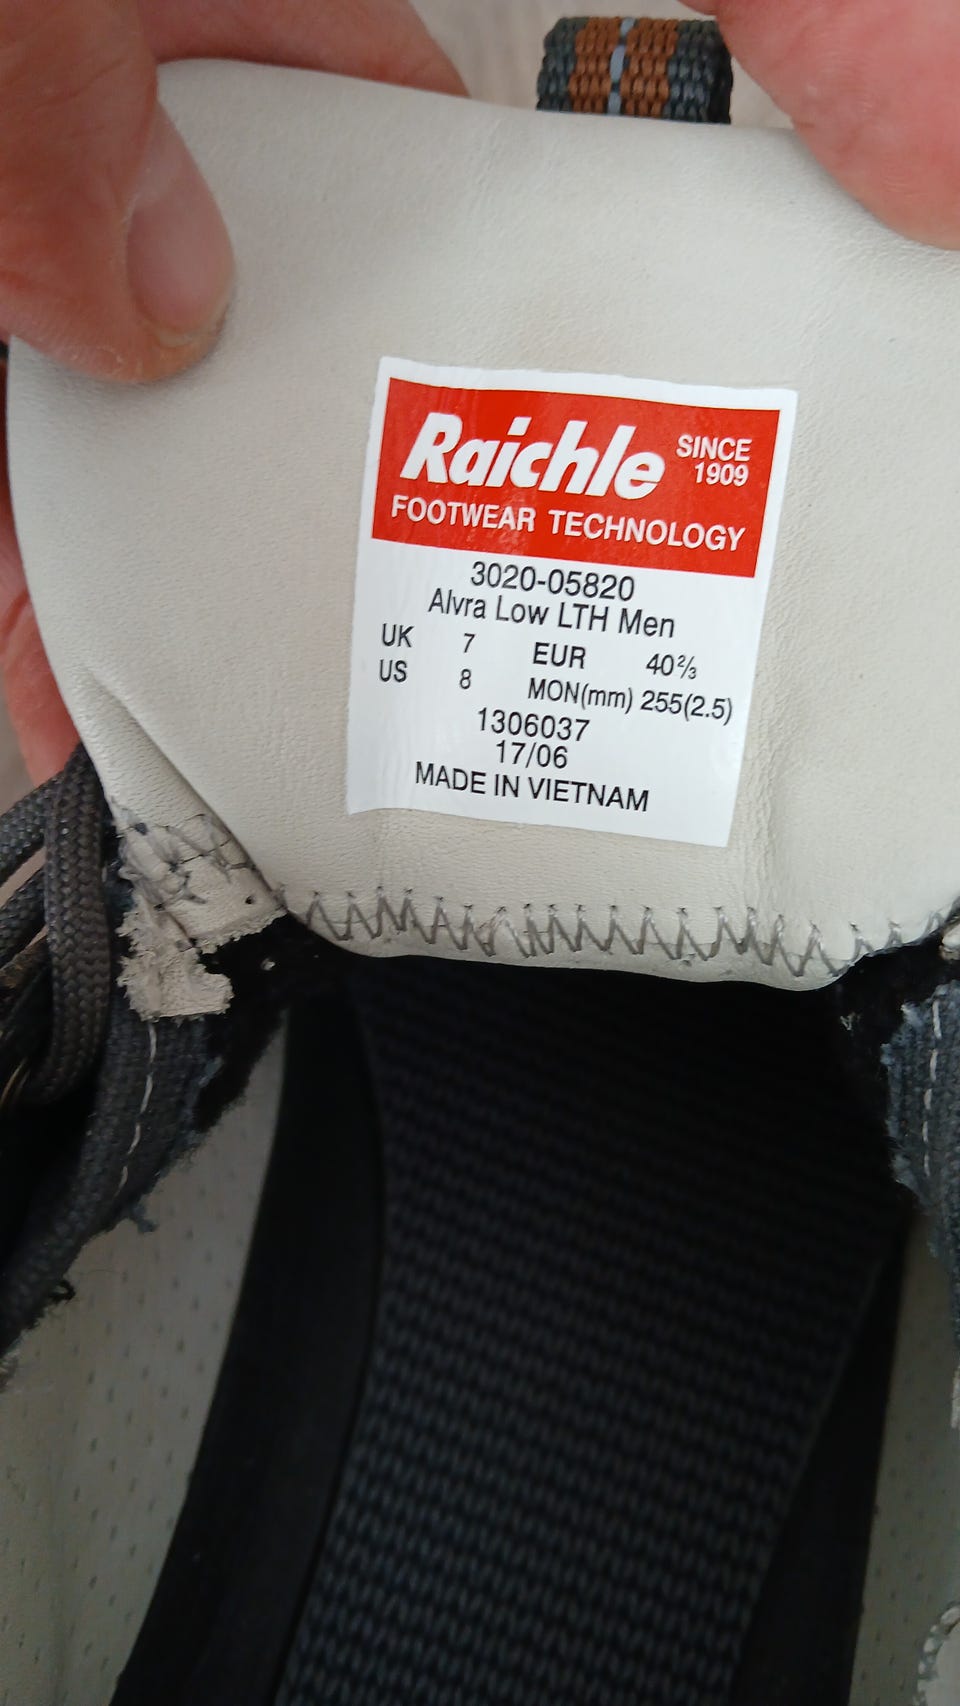 Raichle SINCE 1909
FOOTWEAR TECHNOLOGY
3020-05820
Alvra Low LTH Men
UK 7 EUR 40⅔
US 8 MON(mm) 255(2.5)
1306037
17/06
MADE IN VIETNAM